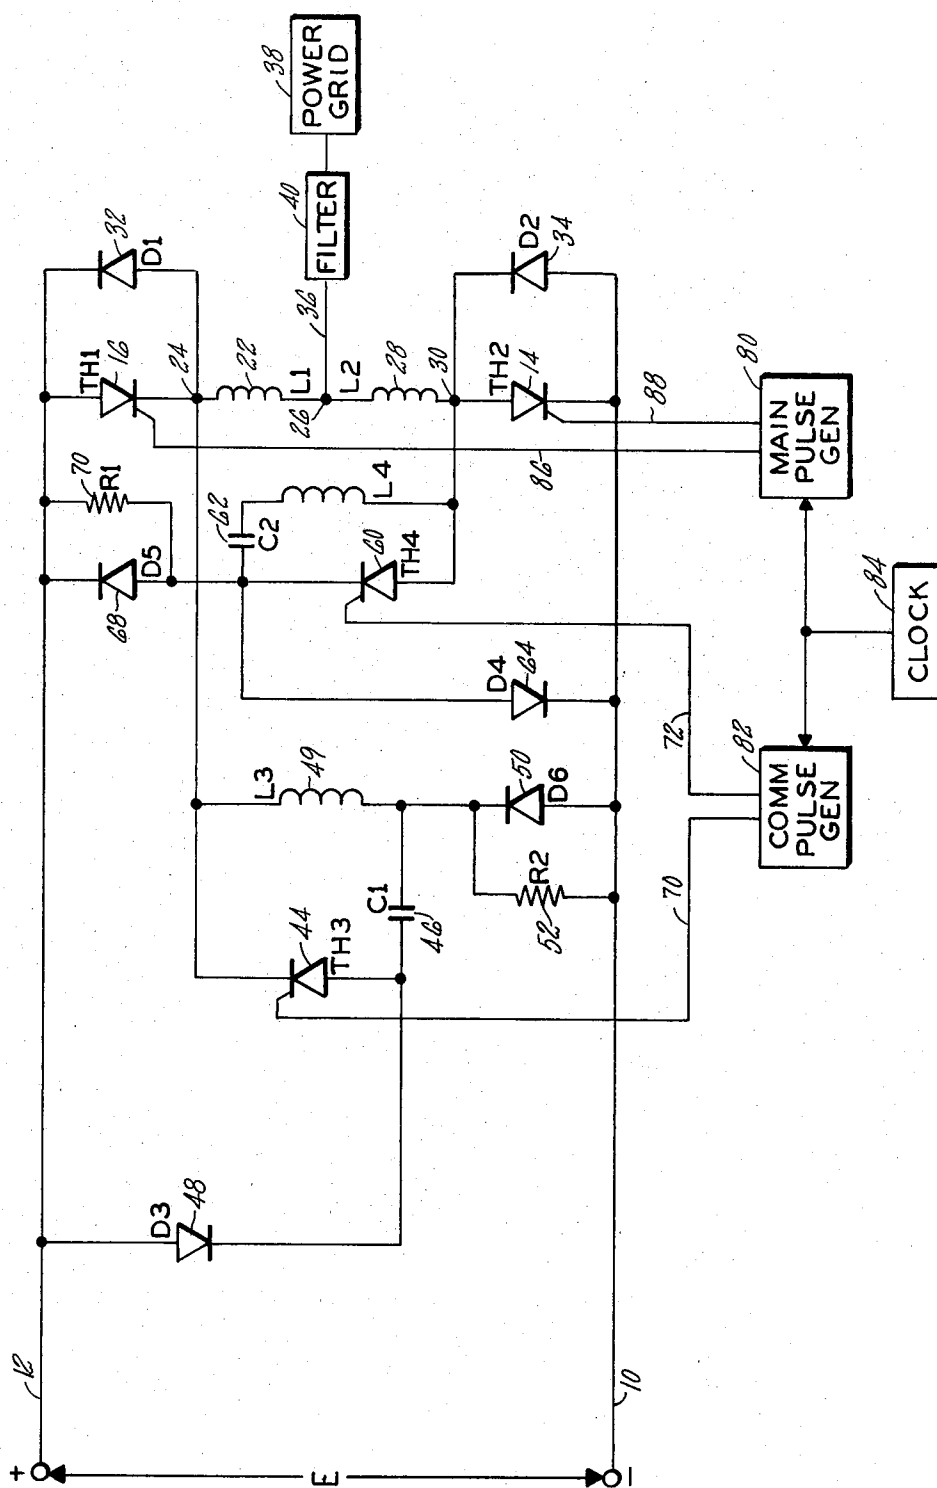 +
12
E
10
−
D3
48
44
TH3
C1
46
L3
49
R2
52
50
D6
70
D4
64
72
68
D5
70
R1
62
C2
L4
60
TH4
TH1
16
24
22
L1
26
L2
28
30
TH2
14
32
D1
36
D2
34
40
FILTER
38
POWER
GRID
86
88
80
MAIN
PULSE
GEN
82
COMM
PULSE
GEN
84
CLOCK